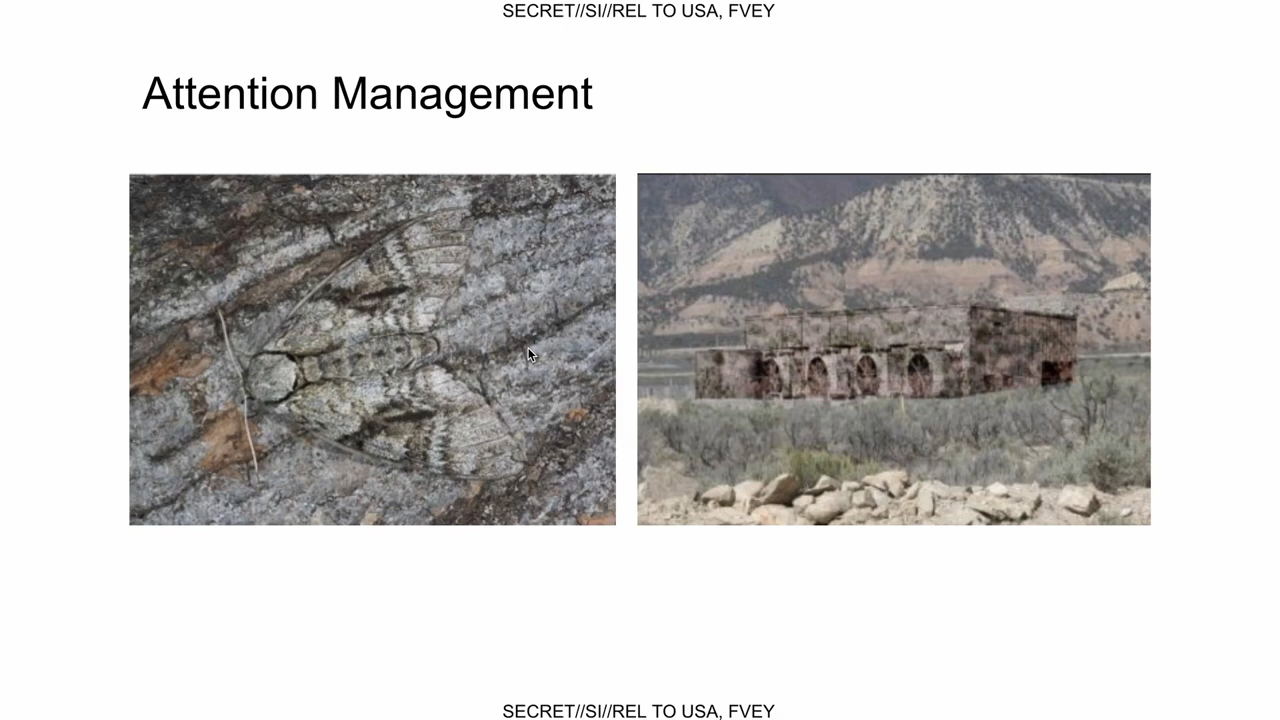 SECRET//SI//REL TO USA, FVEY
Attention Management
SECRET//SI//REL TO USA, FVEY